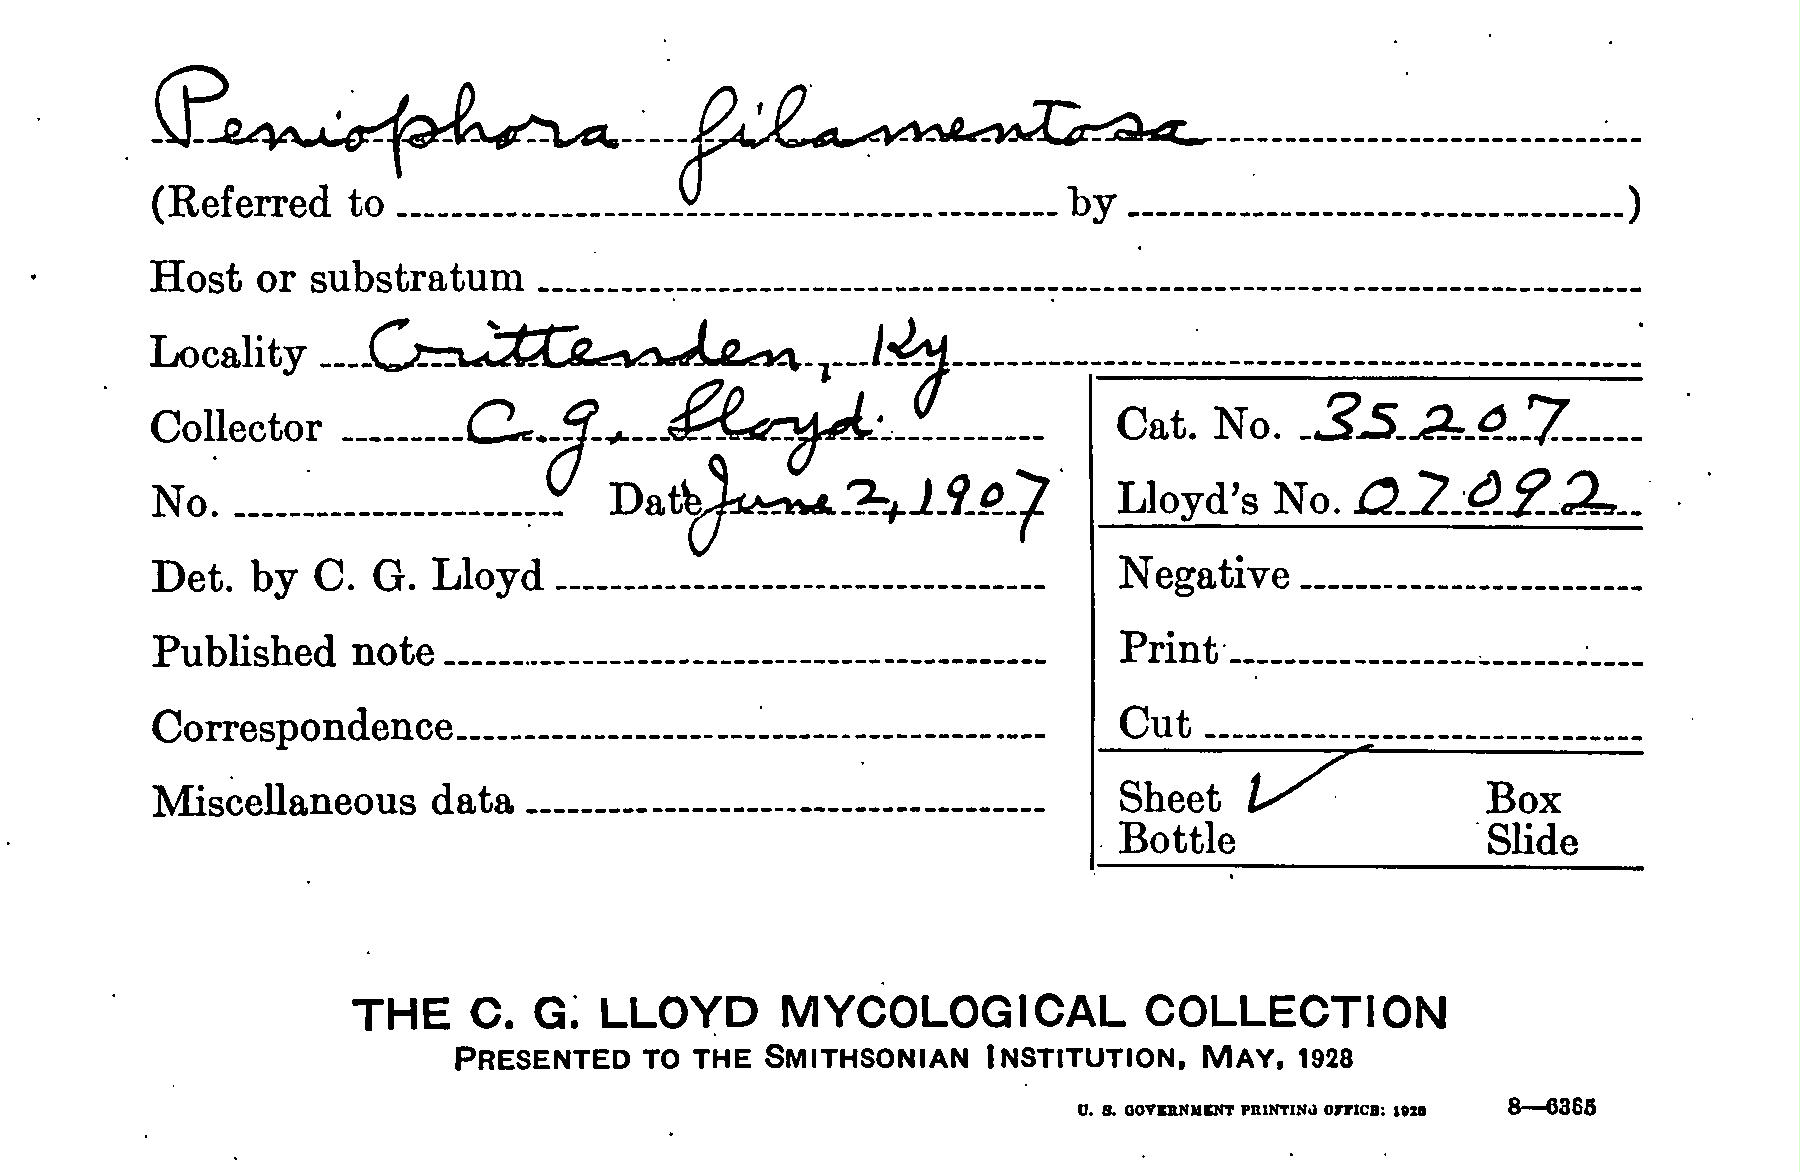 Peniophora filamentosa
(Referred to by )
Host or substratum
Locality Crittenden, Ky
Collector C. G. Lloyd.
Cat. No. 35207
No. Date June 2, 1907
Lloyd's No. 07092
Det. by C. G. Lloyd
Negative
Published note
Print
Correspondence
Cut
Miscellaneous data
Sheet ✓ Box
Bottle Slide
THE C. G. LLOYD MYCOLOGICAL COLLECTION
PRESENTED TO THE SMITHSONIAN INSTITUTION, MAY, 1928
U. S. GOVERNMENT PRINTING OFFICE: 1928 8—6365